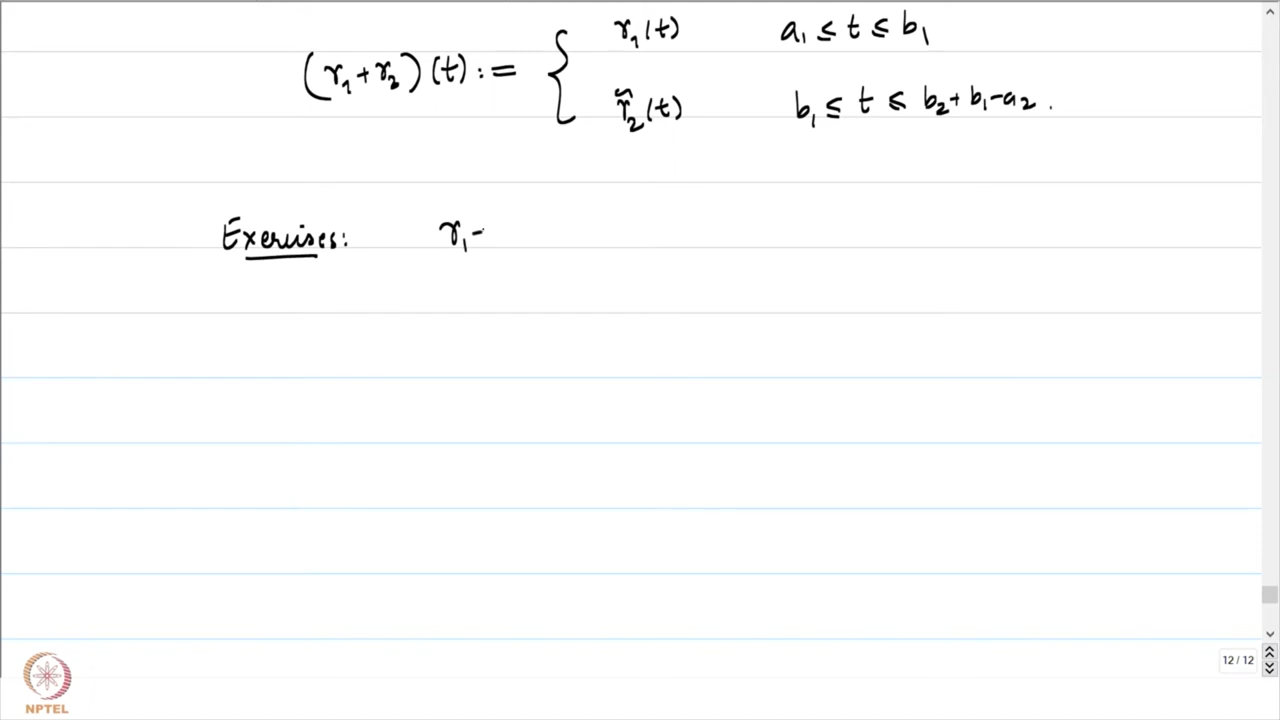 (γ₁+γ₂)(t) := { γ₁(t) a₁ ≤ t ≤ b₁
γ̃₂(t) b₁ ≤ t ≤ b₂+b₁-a₂ .
Exercises: γ₁-
12 / 12
NPTEL